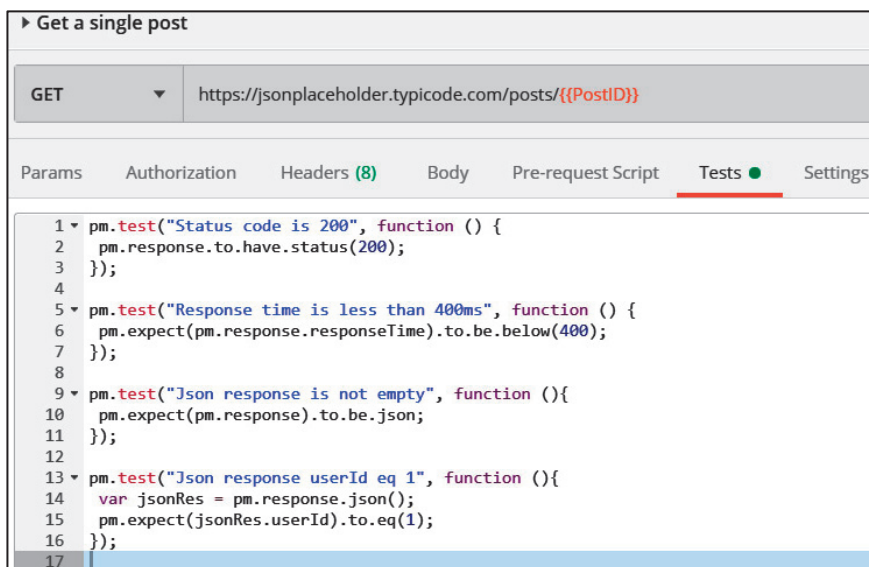 Get a single post
GET https://jsonplaceholder.typicode.com/posts/{{PostID}}
Params Authorization Headers (8) Body Pre-request Script Tests Settings
1 pm.test("Status code is 200", function () {
2 pm.response.to.have.status(200);
3 });
4
5 pm.test("Response time is less than 400ms", function () {
6 pm.expect(pm.response.responseTime).to.be.below(400);
7 });
8
9 pm.test("Json response is not empty", function (){
10 pm.expect(pm.response).to.be.json;
11 });
12
13 pm.test("Json response userId eq 1", function (){
14 var jsonRes = pm.response.json();
15 pm.expect(jsonRes.userId).to.eq(1);
16 });
17